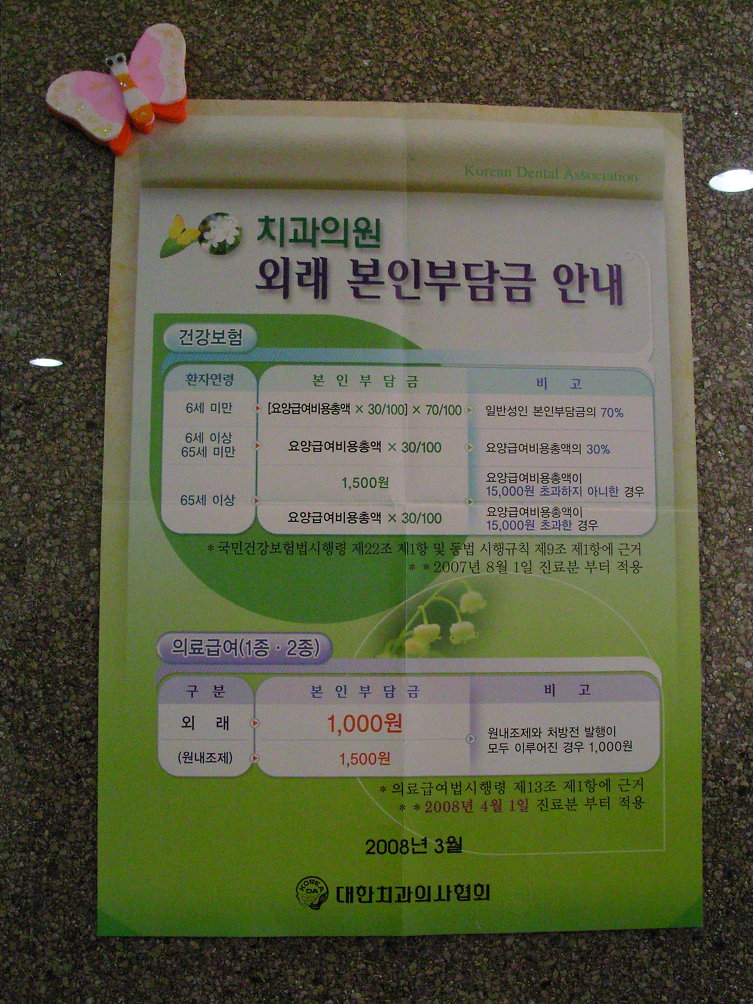 Korean Dental Association
치과의원
외래 본인부담금 안내
건강보험
환자연령 본 인 부 담 금 비 고
6세 미만 [요양급여비용총액 × 30/100] × 70/100 일반성인 본인부담금의 70%
6세 이상
65세 미만 요양급여비용총액 × 30/100 요양급여비용총액의 30%
65세 이상 1,500원 요양급여비용총액이
15,000원 초과하지 아니한 경우
요양급여비용총액 × 30/100 요양급여비용총액이
15,000원 초과한 경우
* 국민건강보험법시행령 제22조 제1항 및 동법 시행규칙 제9조 제1항에 근거
* * 2007년 8월 1일 진료분 부터 적용
의료급여(1종 · 2종)
구 분 본 인 부 담 금 비 고
외 래 1,000원 원내조제와 처방전 발행이
모두 이루어진 경우 1,000원
(원내조제) 1,500원
* 의료급여법시행령 제13조 제1항에 근거
* * 2008년 4월 1일 진료분 부터 적용
2008년 3월
KOREA
DA
대한치과의사협회